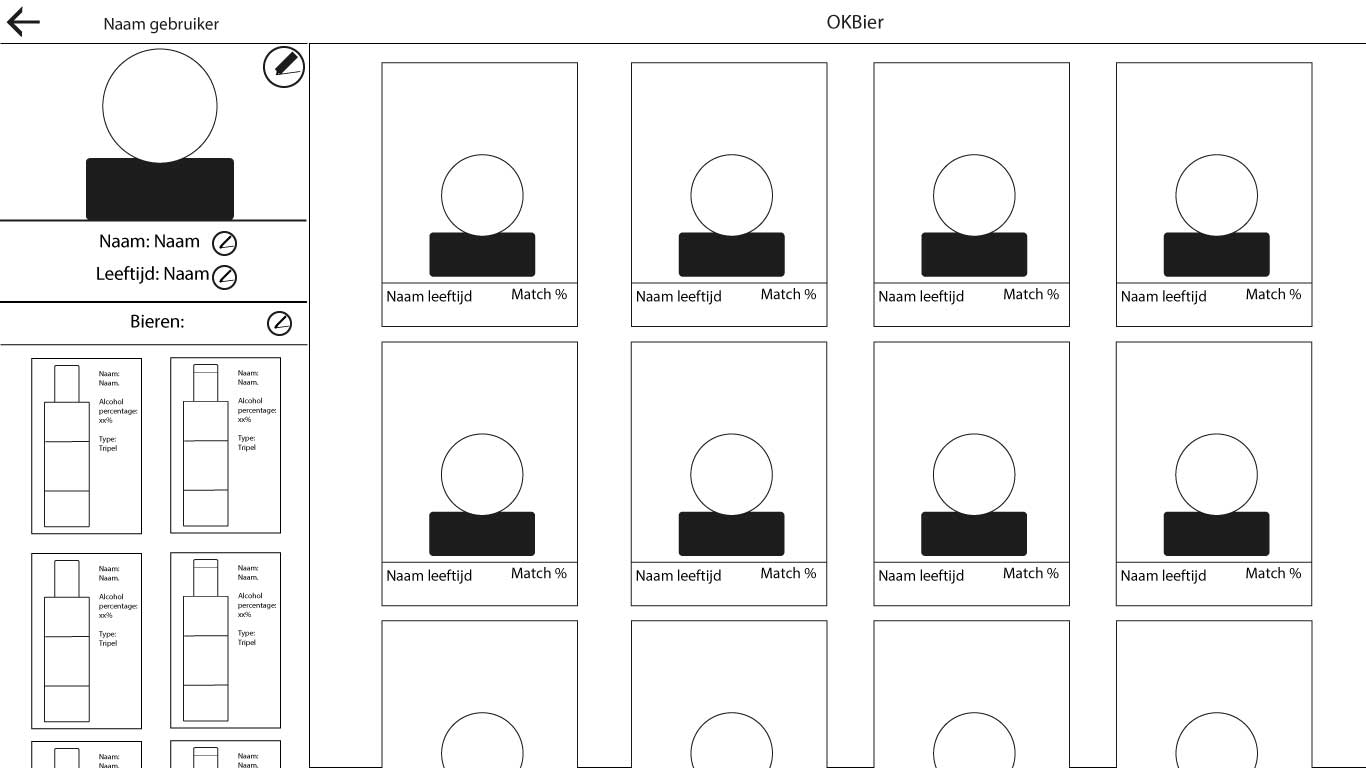 Naam gebruiker
OKBier
Naam: Naam
Leeftijd: Naam
Bieren:
Naam:
Naam.
Alcohol
percentage:
xx%
Type:
Tripel
Naam:
Naam.
Alcohol
percentage:
xx%
Type:
Tripel
Naam:
Naam.
Alcohol
percentage:
xx%
Type:
Tripel
Naam:
Naam.
Alcohol
percentage:
xx%
Type:
Tripel
Naam:
Naam.
Naam:
Naam.
Naam leeftijd Match %
Naam leeftijd Match %
Naam leeftijd Match %
Naam leeftijd Match %
Naam leeftijd Match %
Naam leeftijd Match %
Naam leeftijd Match %
Naam leeftijd Match %